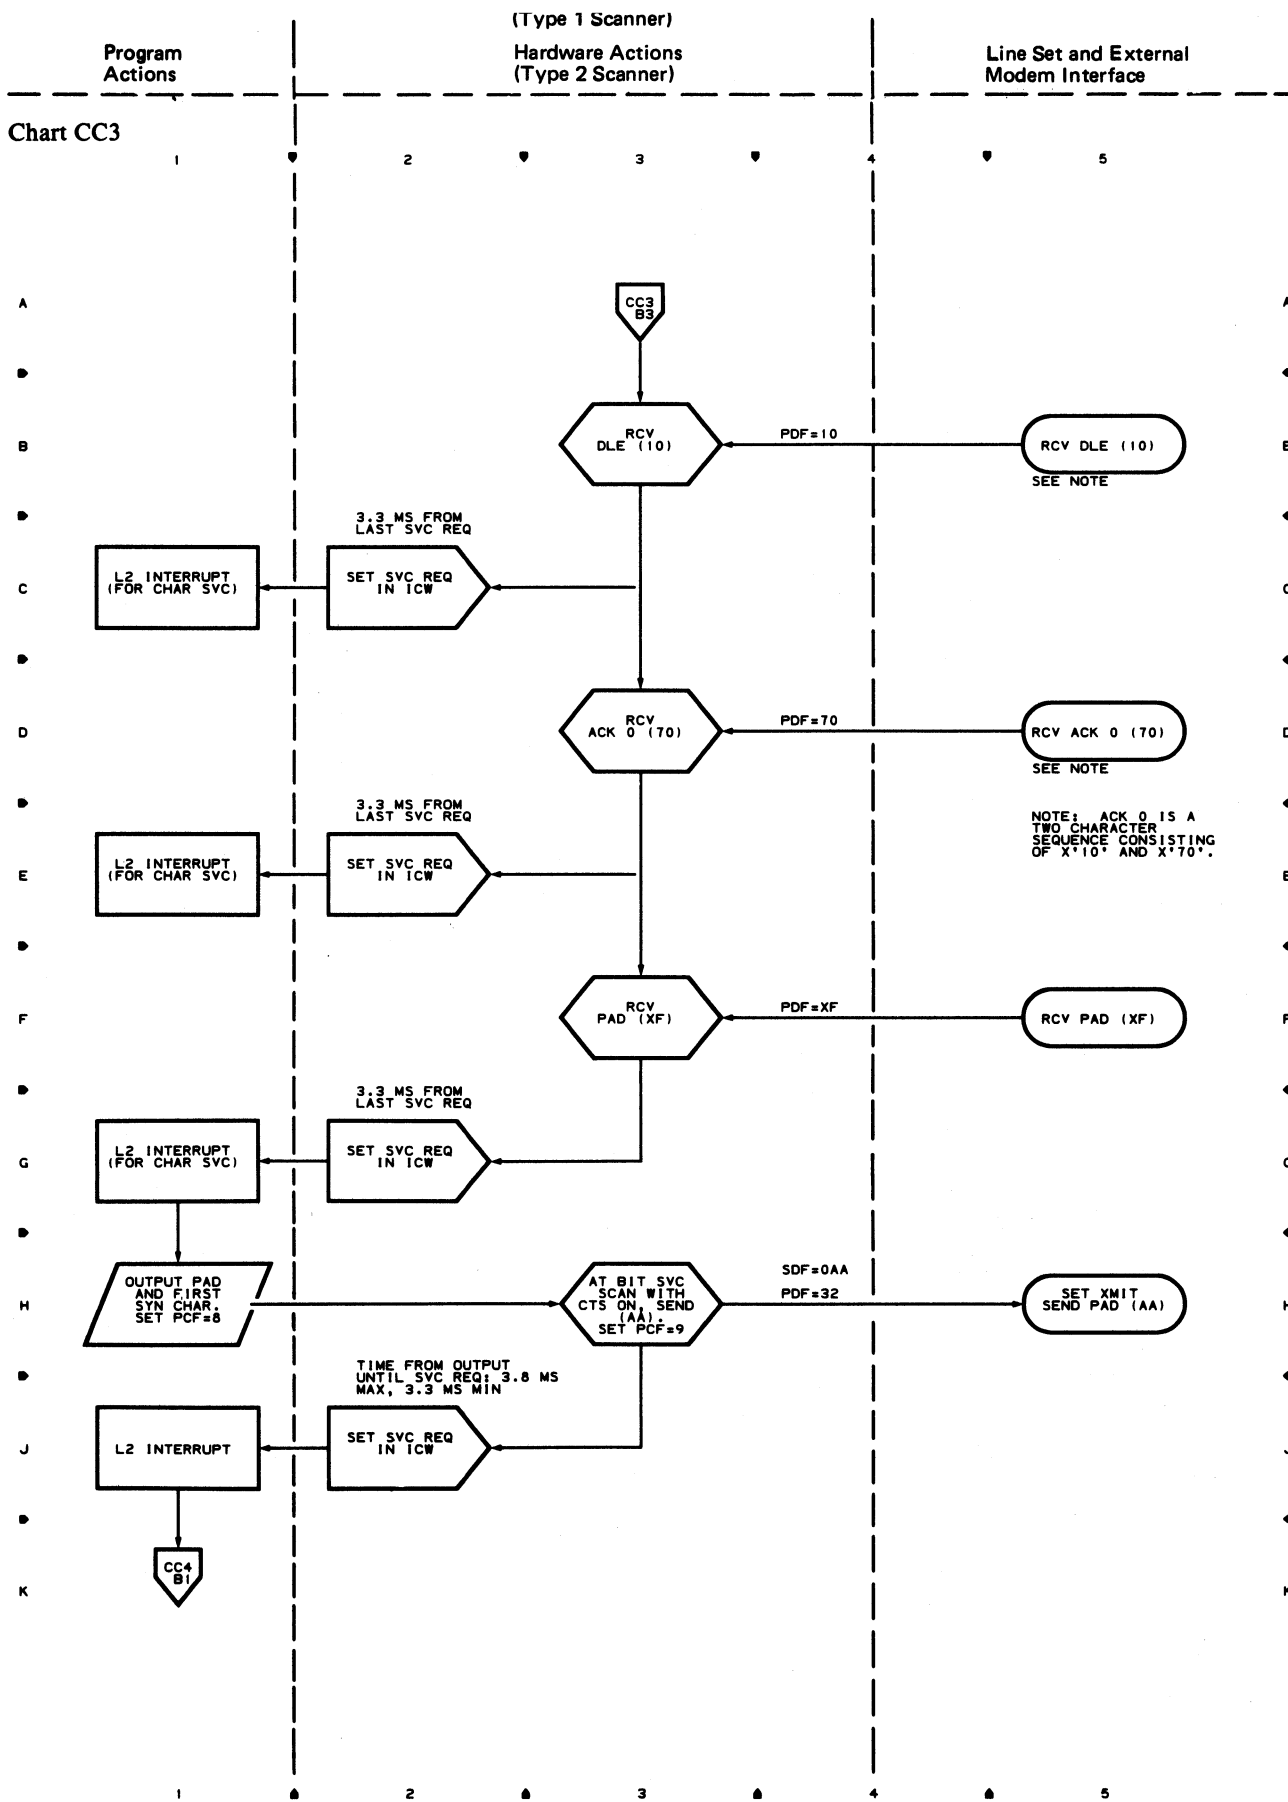 (Type 1 Scanner)
Program
Actions
Hardware Actions
(Type 2 Scanner)
Line Set and External
Modem Interface
Chart CC3
1 2 3 4 5
A
CC3
B3
A
B
RCV
DLE (10)
PDF=10
RCV DLE (10)
B
SEE NOTE
3.3 MS FROM
LAST SVC REQ
C
L2 INTERRUPT
(FOR CHAR SVC)
SET SVC REQ
IN ICW
C
D
RCV
ACK 0 (70)
PDF=70
RCV ACK 0 (70)
D
SEE NOTE
3.3 MS FROM
LAST SVC REQ
NOTE: ACK 0 IS A
TWO CHARACTER
SEQUENCE CONSISTING
OF X'10' AND X'70'.
E
L2 INTERRUPT
(FOR CHAR SVC)
SET SVC REQ
IN ICW
E
F
RCV
PAD (XF)
PDF=XF
RCV PAD (XF)
F
3.3 MS FROM
LAST SVC REQ
G
L2 INTERRUPT
(FOR CHAR SVC)
SET SVC REQ
IN ICW
G
H
OUTPUT PAD
AND FIRST
SYN CHAR.
SET PCF=8
AT BIT SVC
SCAN WITH
CTS ON, SEND
(AA).
SET PCF=9
SDF=0AA
PDF=32
SET XMIT
SEND PAD (AA)
H
TIME FROM OUTPUT
UNTIL SVC REQ: 3.8 MS
MAX, 3.3 MS MIN
J
L2 INTERRUPT
SET SVC REQ
IN ICW
J
K
CC4
B1
K
1 2 3 4 5